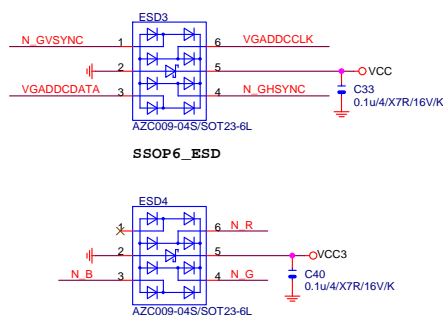 ESD3
N_GVSYNC 1 6 VGADDCCLK
2 5 VCC
VGADDCDATA 3 4 N_GHSYNC
C33
0.1u/4/X7R/16V/K
AZC009-04S/SOT23-6L
SSOP6_ESD
ESD4
1 6 N_R
2 5 VCC3
N_B 3 4 N_G
C40
0.1u/4/X7R/16V/K
AZC009-04S/SOT23-6L